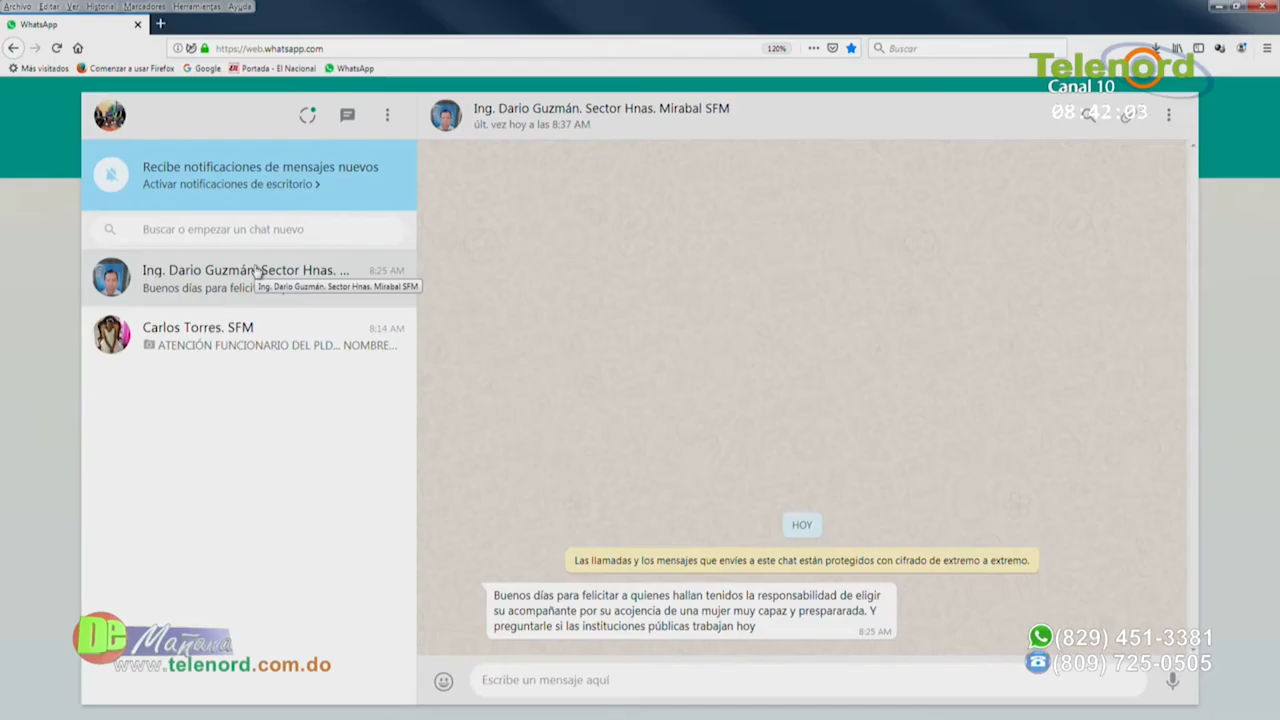 Archivo Editar Ver Historial Marcadores Herramientas Ayuda
WhatsApp
https://web.whatsapp.com
120%
Buscar
Más visitados Comenzar a usar Firefox Google Portada - El Nacional WhatsApp
Telenord
Canal 10
08:42:03
Ing. Dario Guzmán. Sector Hnas. Mirabal SFM
últ. vez hoy a las 8:37 AM
Recibe notificaciones de mensajes nuevos
Activar notificaciones de escritorio >
Buscar o empezar un chat nuevo
Ing. Dario Guzmán. Sector Hnas. ...
8:25 AM
Buenos días para felici
Ing. Dario Guzmán. Sector Hnas. Mirabal SFM
Carlos Torres. SFM
8:14 AM
ATENCIÓN FUNCIONARIO DEL PLD... NOMBRE...
HOY
Las llamadas y los mensajes que envíes a este chat están protegidos con cifrado de extremo a extremo.
Buenos días para felicitar a quienes hallan tenidos la responsabilidad de eligir
su acompañante por su acojencia de una mujer muy capaz y prespararada. Y
preguntarle si las instituciones públicas trabajan hoy
8:25 AM
Escribe un mensaje aquí
De Mañana
www.telenord.com.do
(829) 451-3381
(809) 725-0505